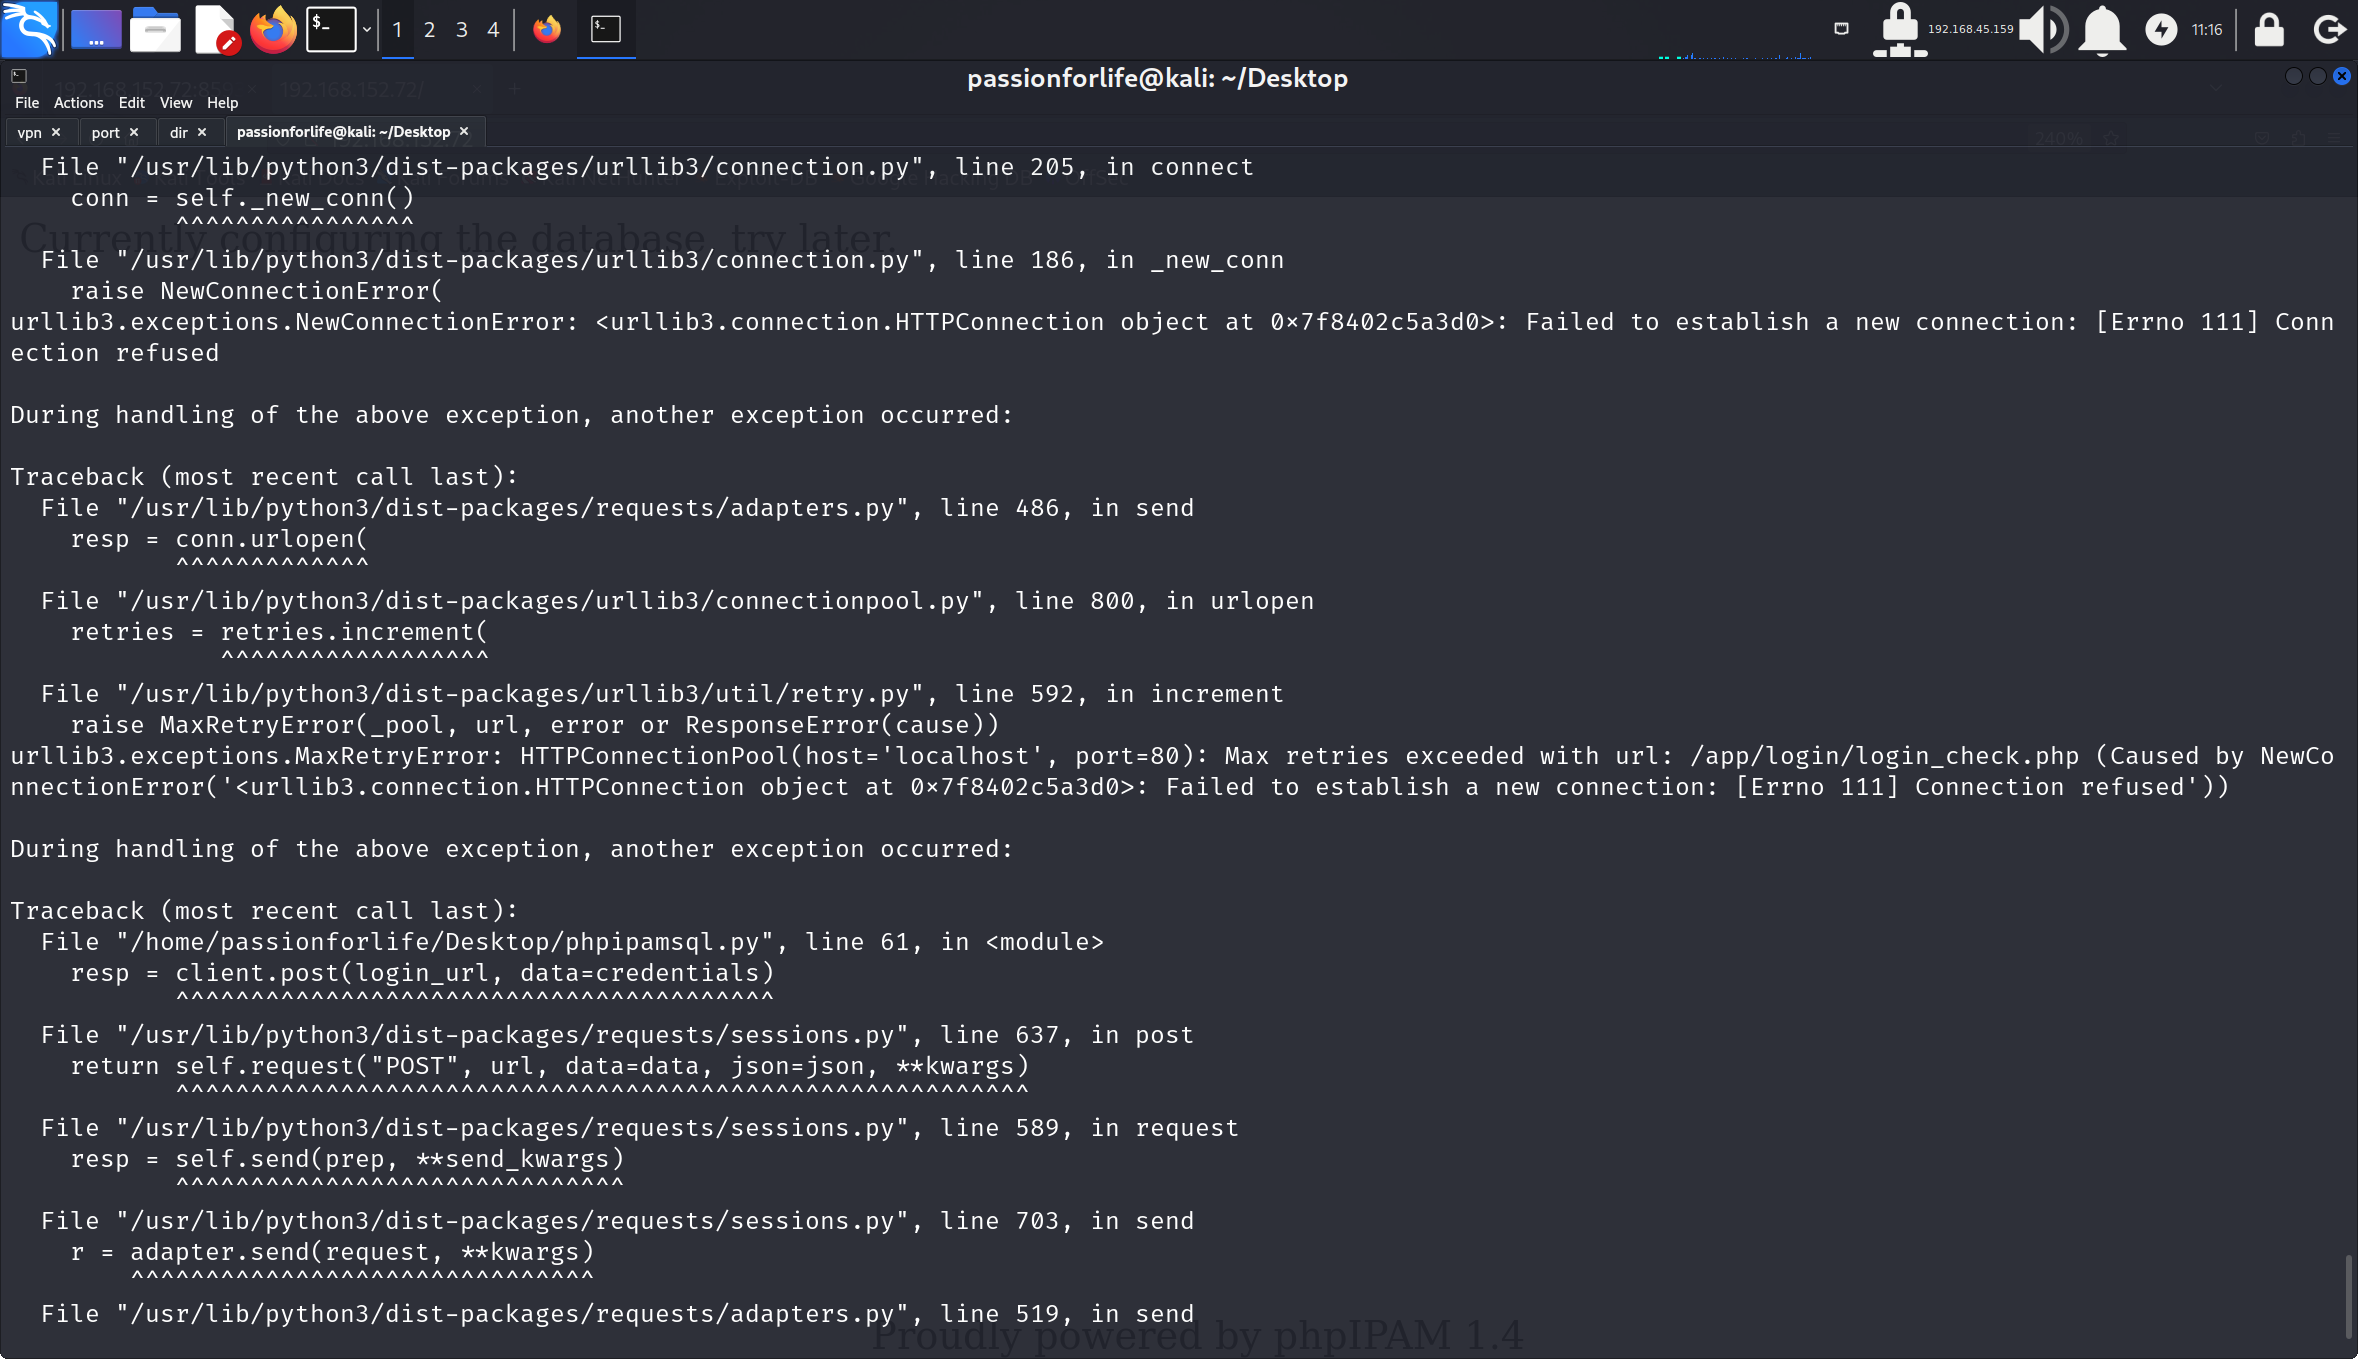 1 2 3 4
192.168.45.159
11:16
passionforlife@kali: ~/Desktop
192.168.152.72/
File Actions Edit View Help
vpn × port × dir × passionforlife@kali: ~/Desktop ×
240%
File "/usr/lib/python3/dist-packages/urllib3/connection.py", line 205, in connect
conn = self._new_conn()
^^^^^^^^^^^^^^^^
Currently configuring the database, try later.
File "/usr/lib/python3/dist-packages/urllib3/connection.py", line 186, in _new_conn
raise NewConnectionError(
urllib3.exceptions.NewConnectionError: <urllib3.connection.HTTPConnection object at 0×7f8402c5a3d0>: Failed to establish a new connection: [Errno 111] Conn
ection refused
During handling of the above exception, another exception occurred:
Traceback (most recent call last):
File "/usr/lib/python3/dist-packages/requests/adapters.py", line 486, in send
resp = conn.urlopen(
^^^^^^^^^^^^^
File "/usr/lib/python3/dist-packages/urllib3/connectionpool.py", line 800, in urlopen
retries = retries.increment(
^^^^^^^^^^^^^^^^^^
File "/usr/lib/python3/dist-packages/urllib3/util/retry.py", line 592, in increment
raise MaxRetryError(_pool, url, error or ResponseError(cause))
urllib3.exceptions.MaxRetryError: HTTPConnectionPool(host='localhost', port=80): Max retries exceeded with url: /app/login/login_check.php (Caused by NewCo
nnectionError('<urllib3.connection.HTTPConnection object at 0×7f8402c5a3d0>: Failed to establish a new connection: [Errno 111] Connection refused'))
During handling of the above exception, another exception occurred:
Traceback (most recent call last):
File "/home/passionforlife/Desktop/phpipamsql.py", line 61, in <module>
resp = client.post(login_url, data=credentials)
^^^^^^^^^^^^^^^^^^^^^^^^^^^^^^^^^^^^^^^^
File "/usr/lib/python3/dist-packages/requests/sessions.py", line 637, in post
return self.request("POST", url, data=data, json=json, **kwargs)
^^^^^^^^^^^^^^^^^^^^^^^^^^^^^^^^^^^^^^^^^^^^^^^^^^^^^^^^^
File "/usr/lib/python3/dist-packages/requests/sessions.py", line 589, in request
resp = self.send(prep, **send_kwargs)
^^^^^^^^^^^^^^^^^^^^^^^^^^^^^^
File "/usr/lib/python3/dist-packages/requests/sessions.py", line 703, in send
r = adapter.send(request, **kwargs)
^^^^^^^^^^^^^^^^^^^^^^^^^^^^^^^
File "/usr/lib/python3/dist-packages/requests/adapters.py", line 519, in send
Proudly powered by phpIPAM 1.4